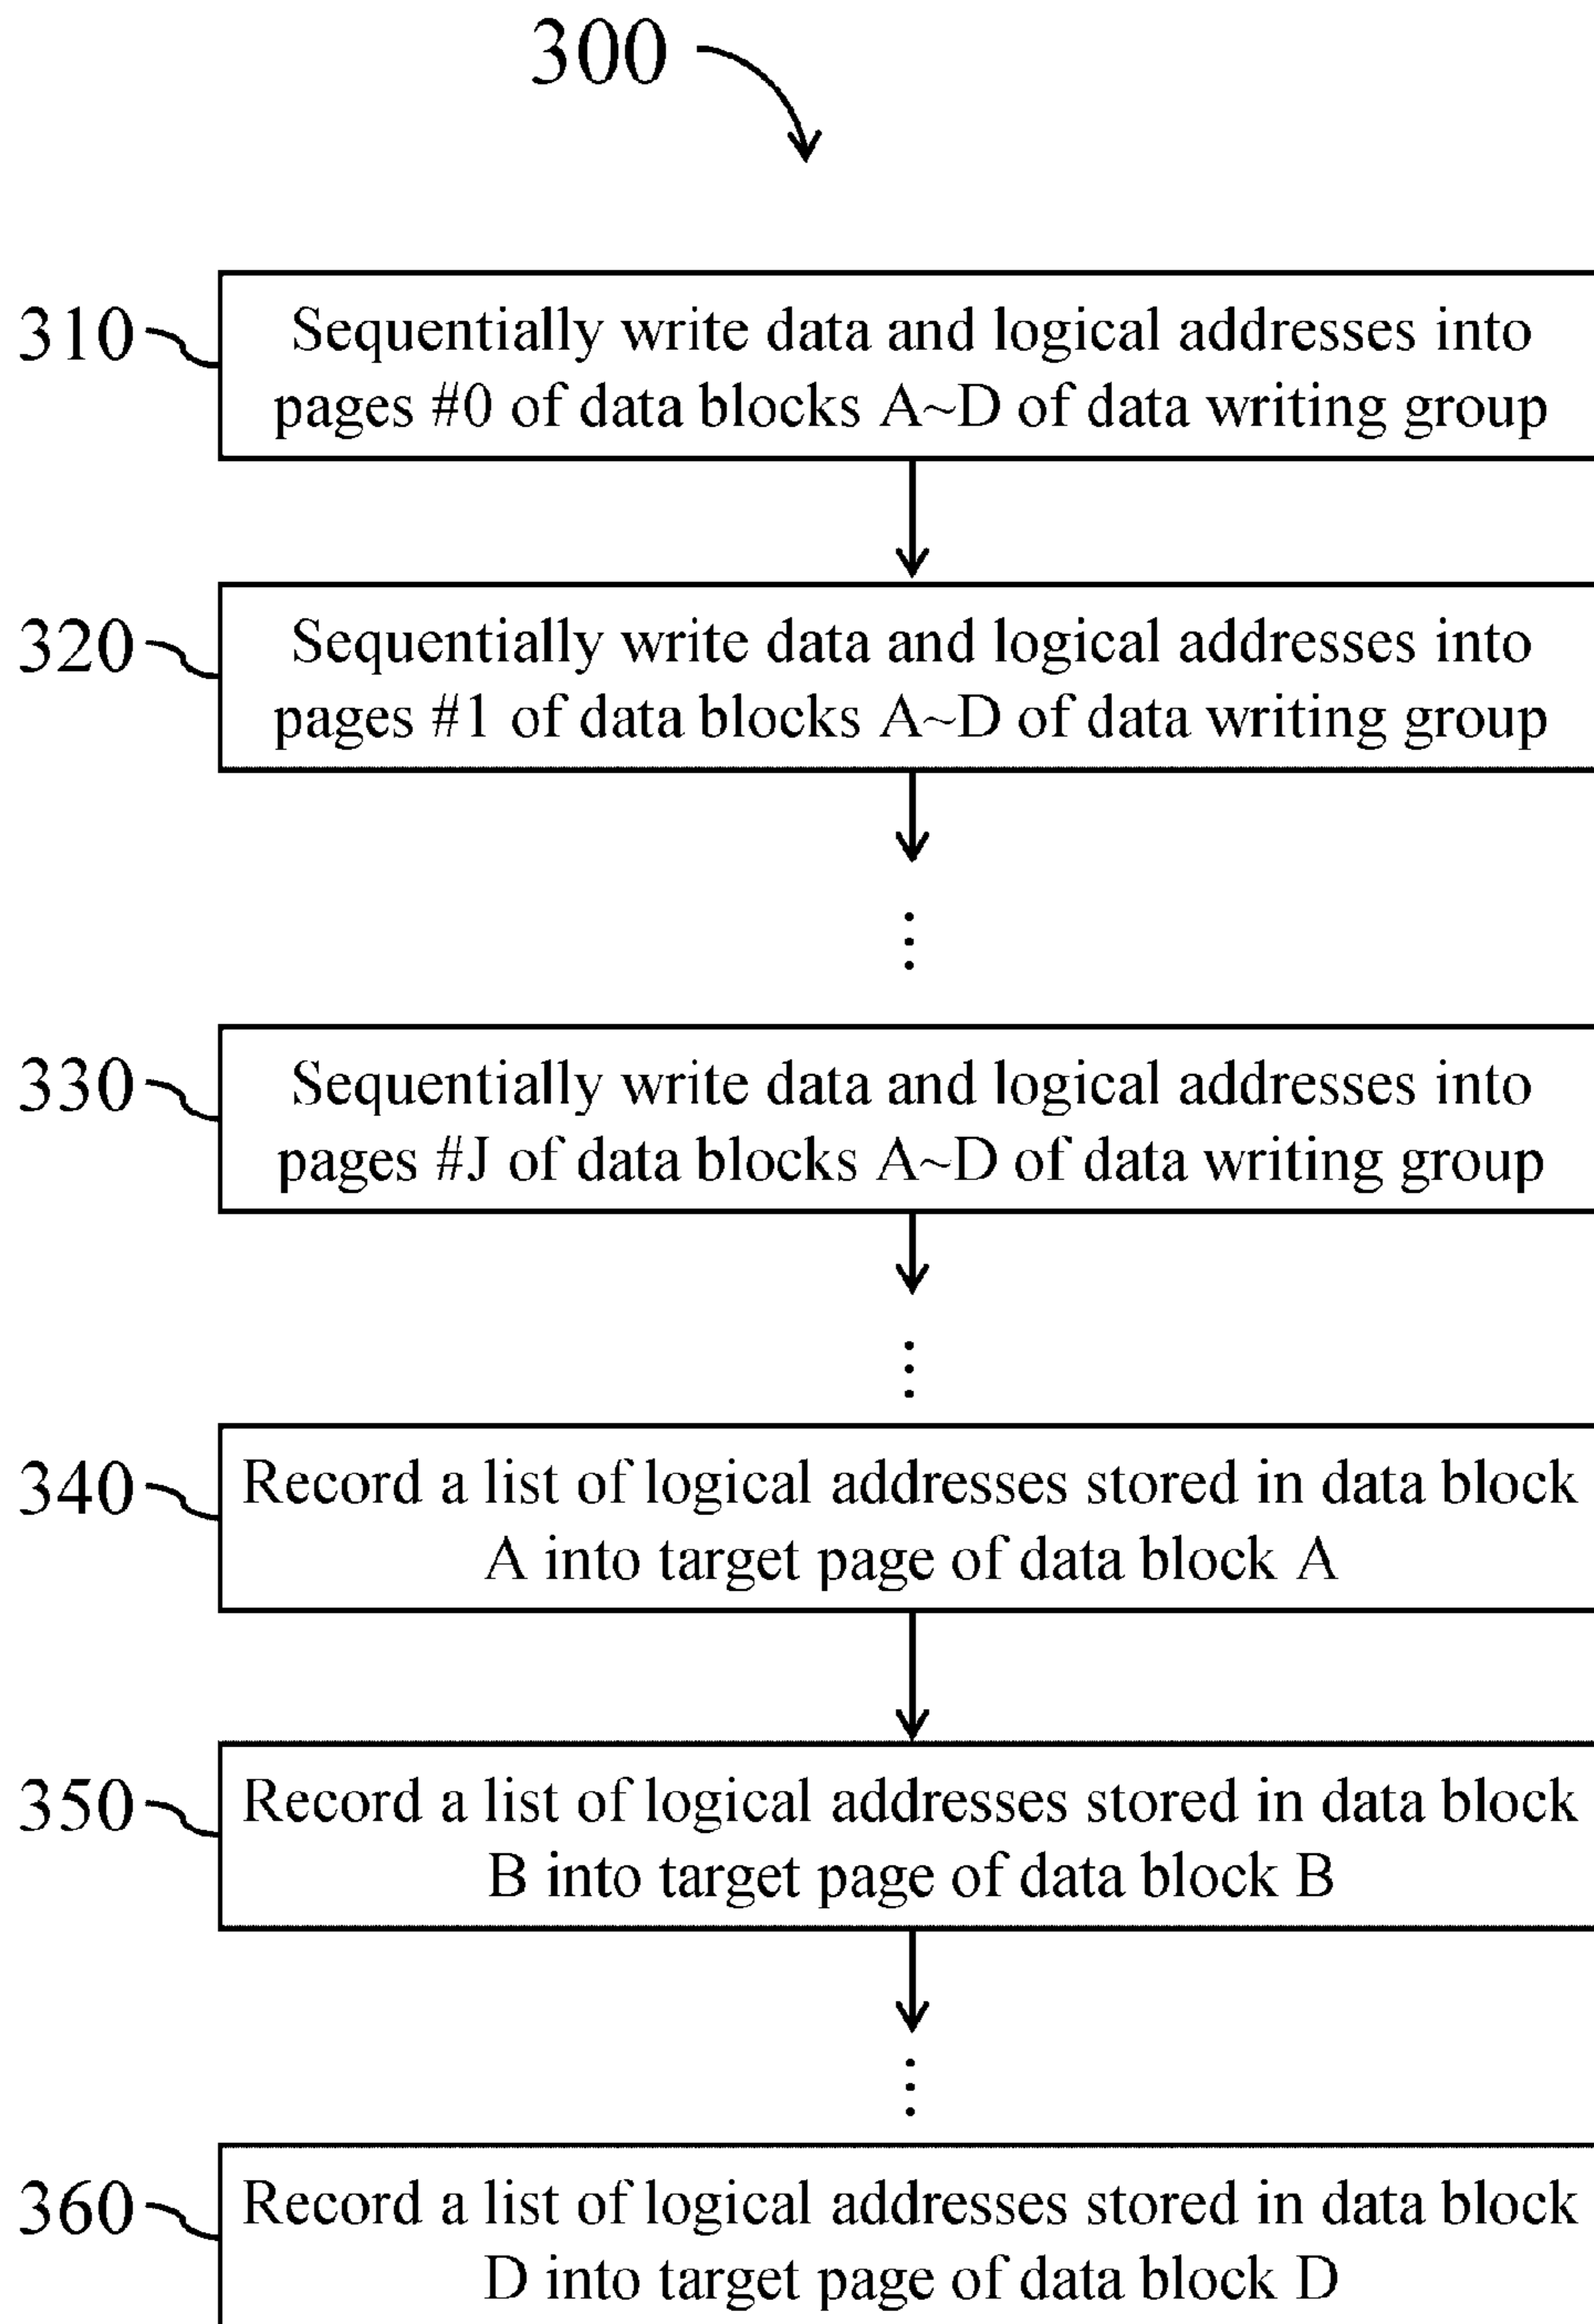 300
310
Sequentially write data and logical addresses into
pages #0 of data blocks A~D of data writing group
320
Sequentially write data and logical addresses into
pages #1 of data blocks A~D of data writing group
330
Sequentially write data and logical addresses into
pages #J of data blocks A~D of data writing group
340
Record a list of logical addresses stored in data block
A into target page of data block A
350
Record a list of logical addresses stored in data block
B into target page of data block B
360
Record a list of logical addresses stored in data block
D into target page of data block D